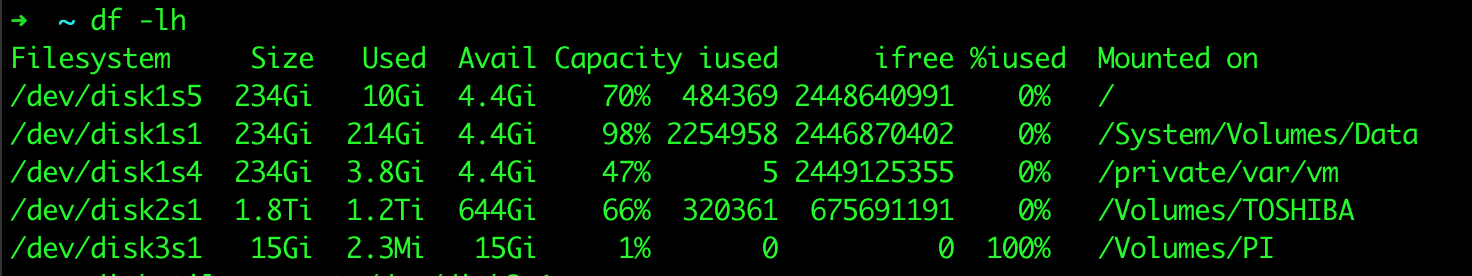 → ~ df -lh
Filesystem Size Used Avail Capacity iused ifree %iused Mounted on
/dev/disk1s5 234Gi 10Gi 4.4Gi 70% 484369 2448640991 0% /
/dev/disk1s1 234Gi 214Gi 4.4Gi 98% 2254958 2446870402 0% /System/Volumes/Data
/dev/disk1s4 234Gi 3.8Gi 4.4Gi 47% 5 2449125355 0% /private/var/vm
/dev/disk2s1 1.8Ti 1.2Ti 644Gi 66% 320361 675691191 0% /Volumes/TOSHIBA
/dev/disk3s1 15Gi 2.3Mi 15Gi 1% 0 0 100% /Volumes/PI